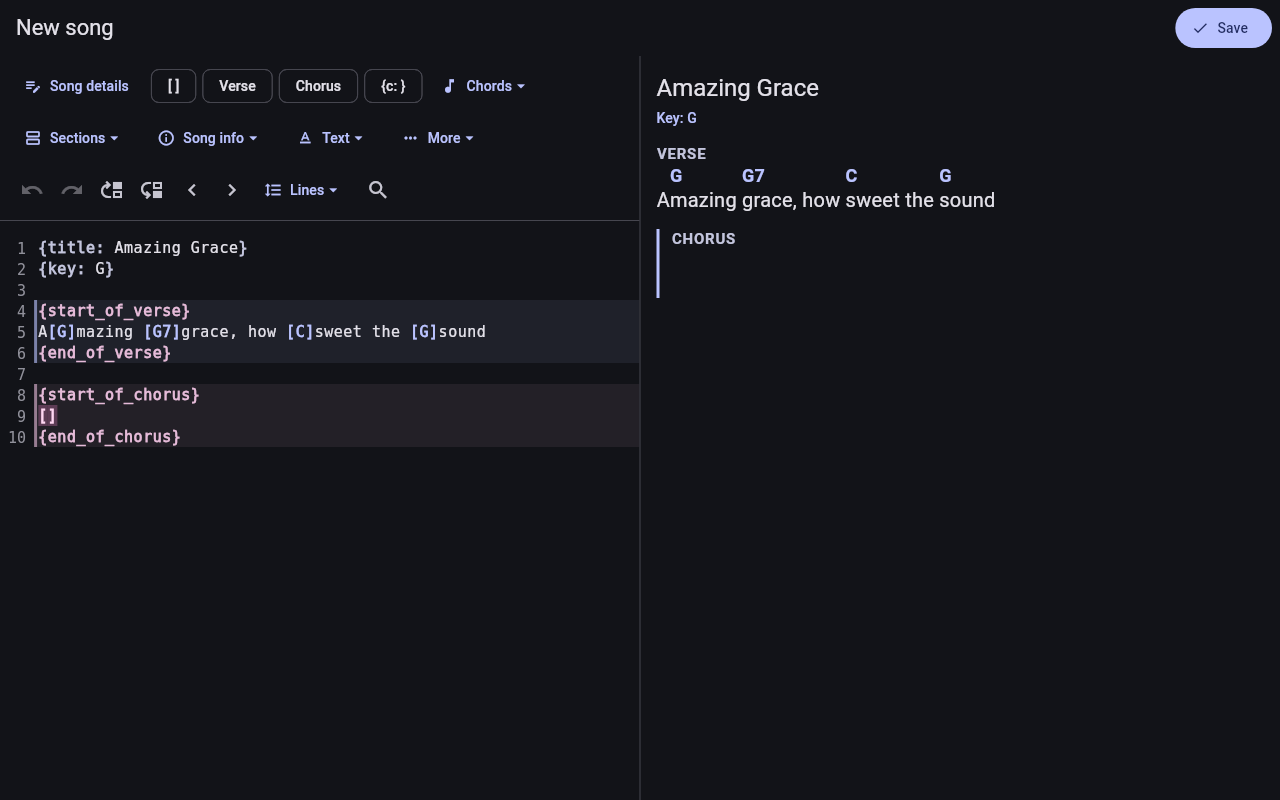 New song
Save
Song details [] Verse Chorus {c: } Chords
Sections Song info Text More
Lines
1 {title: Amazing Grace}
2 {key: G}
3
4 {start_of_verse}
5 A[G]mazing [G7]grace, how [C]sweet the [G]sound
6 {end_of_verse}
7
8 {start_of_chorus}
9 []
10 {end_of_chorus}
Amazing Grace
Key: G
VERSE
G G7 C G
Amazing grace, how sweet the sound
CHORUS